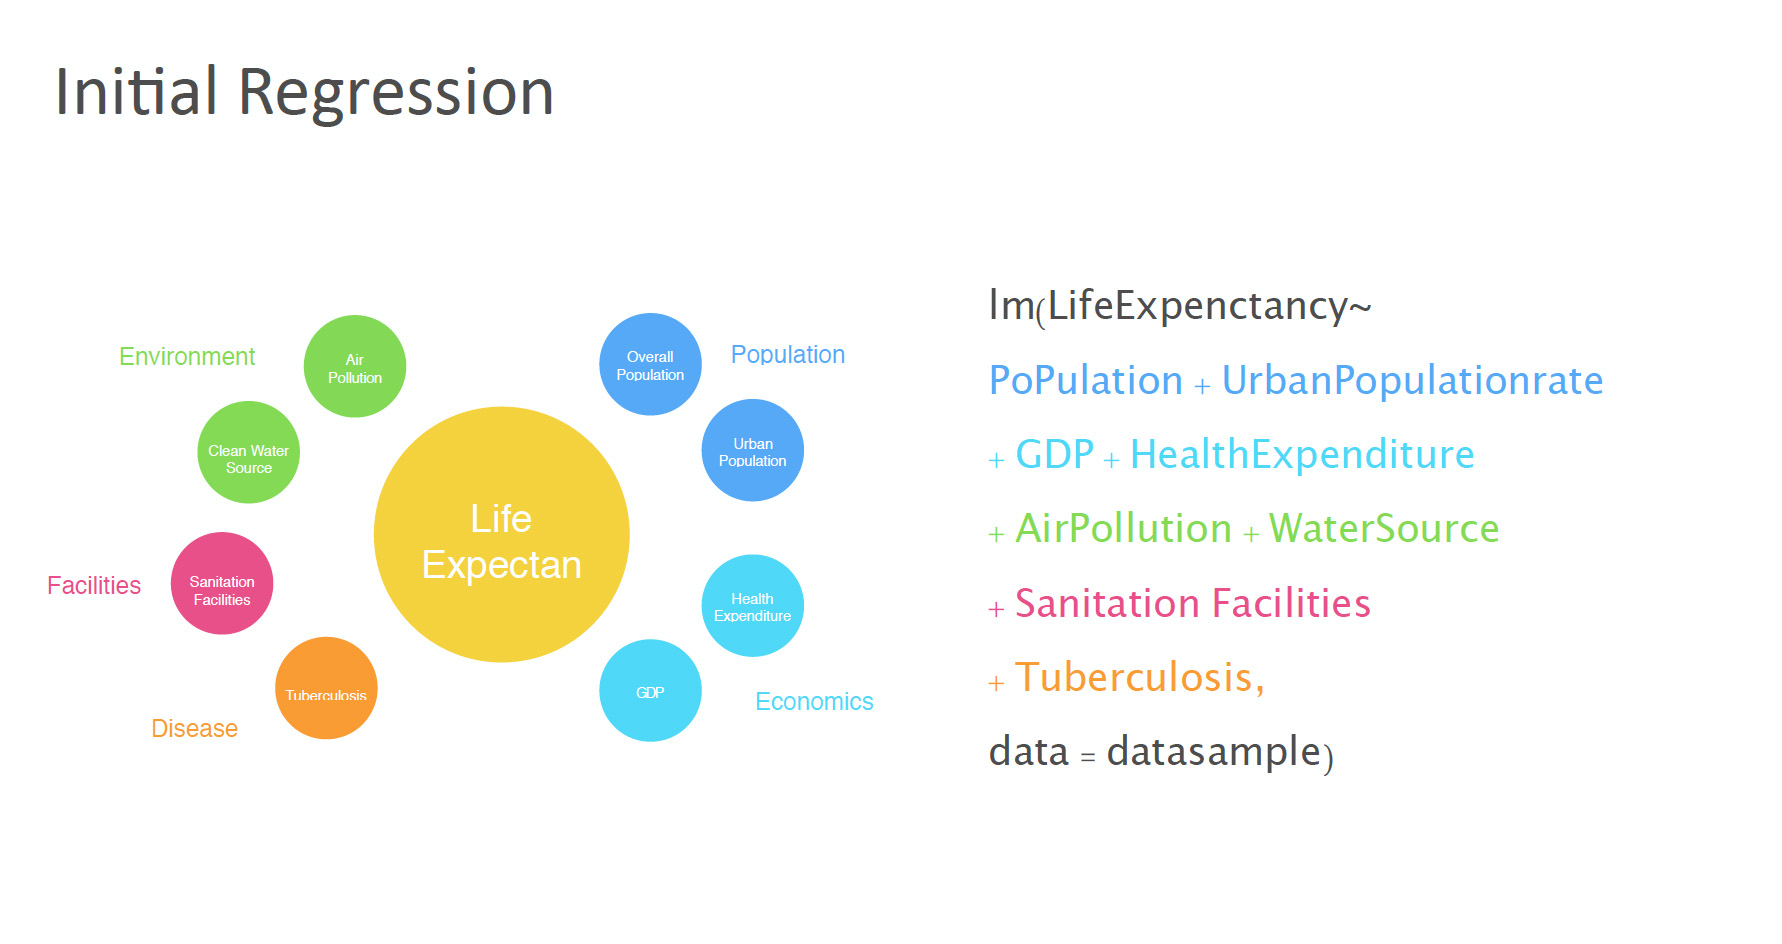 Initial Regression
Environment
Air
Pollution
Clean Water
Source
Facilities
Sanitation
Facilities
Tuberculosis
Disease
Life
Expectan
Overall
Population
Population
Urban
Population
Health
Expenditure
GDP
Economics
lm(LifeExpenctancy~
PoPulation + UrbanPopulationrate
+ GDP + HealthExpenditure
+ AirPollution + WaterSource
+ Sanitation Facilities
+ Tuberculosis,
data = datasample)